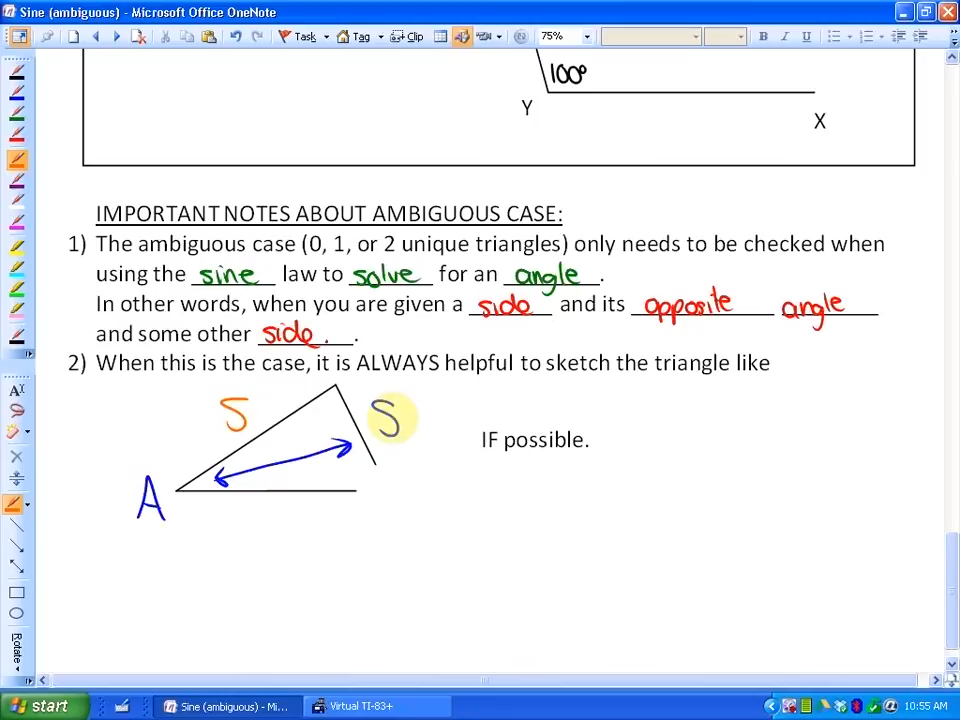 Sine (ambiguous) - Microsoft Office OneNote
Task Tag Clip 75% B I U
100°
Y
X
IMPORTANT NOTES ABOUT AMBIGUOUS CASE:
1) The ambiguous case (0, 1, or 2 unique triangles) only needs to be checked when
using the sine law to solve for an angle.
In other words, when you are given a side and its opposite angle
and some other side.
2) When this is the case, it is ALWAYS helpful to sketch the triangle like
S S
IF possible.
A
Rotate
start Sine (ambiguous) - Mi... Virtual TI-83+ 10:55 AM